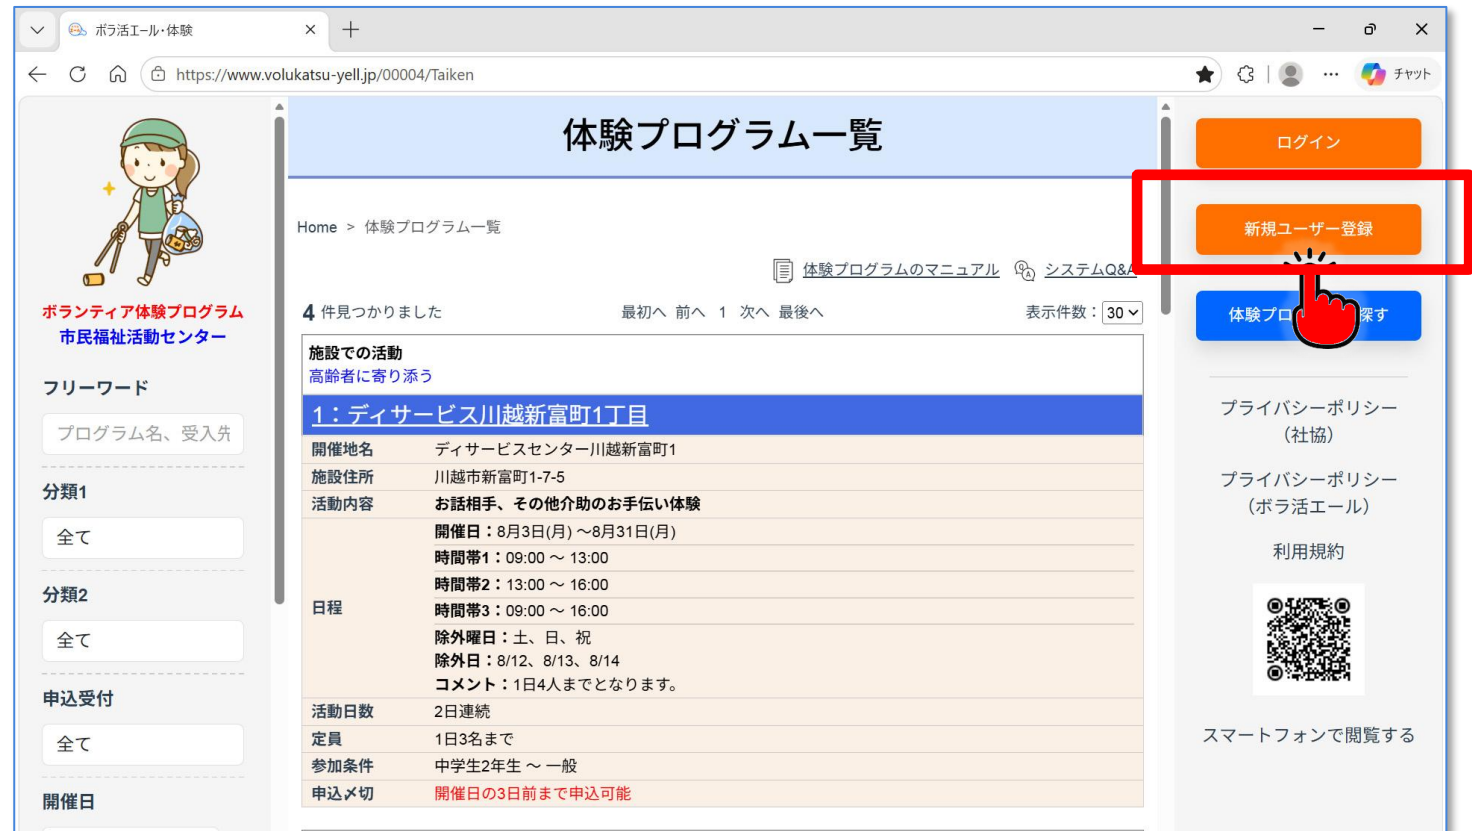 ボラ活エール・体験
https://www.volukatsu-yell.jp/00004/Taiken
チャット
ボランティア体験プログラム
市民福祉活動センター
フリーワード
プログラム名、受入先
分類1
全て
分類2
全て
申込受付
全て
開催日
体験プログラム一覧
Home > 体験プログラム一覧
体験プログラムのマニュアル システムQ&A
4 件見つかりました 最初へ 前へ 1 次へ 最後へ 表示件数：30
施設での活動
高齢者に寄り添う
1：ディサービス川越新富町1丁目
開催地名 ディサービスセンター川越新富町1
施設住所 川越市新富町1-7-5
活動内容 お話相手、その他介助のお手伝い体験
日程
開催日：8月3日(月) ～8月31日(月)
時間帯1：09:00 ～ 13:00
時間帯2：13:00 ～ 16:00
時間帯3：09:00 ～ 16:00
除外曜日：土、日、祝
除外日：8/12、8/13、8/14
コメント：1日4人までとなります。
活動日数 2日連続
定員 1日3名まで
参加条件 中学生2年生 ～ 一般
申込〆切 開催日の3日前まで申込可能
ログイン
新規ユーザー登録
体験プロ 探す
プライバシーポリシー
（社協）
プライバシーポリシー
（ボラ活エール）
利用規約
スマートフォンで閲覧する